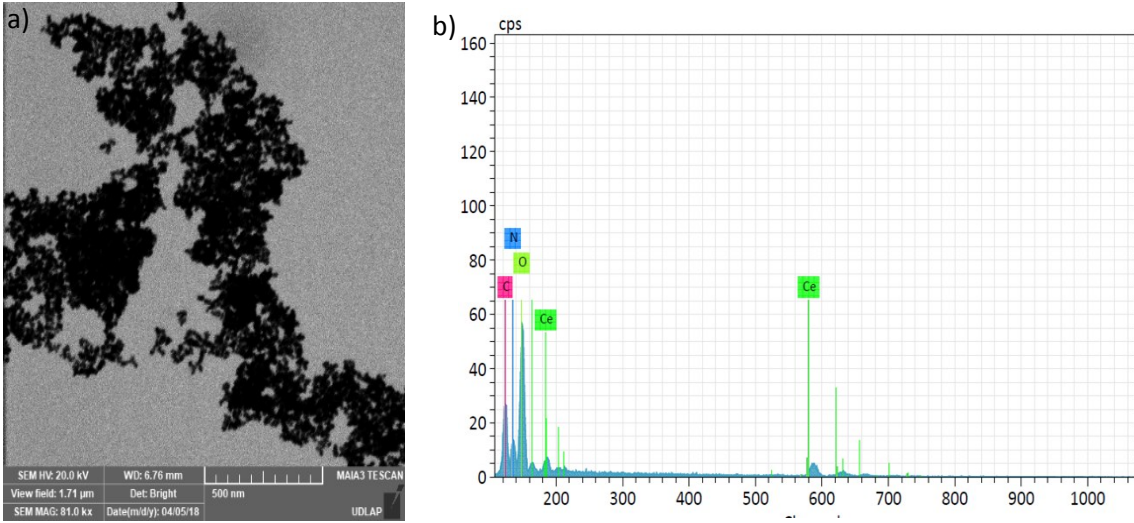 a)
SEM HV: 20.0 kV WD: 6.76 mm MAIA3 TESCAN
View field: 1.71 µm Det: Bright 500 nm
SEM MAG: 81.0 kx Date(m/d/y): 04/05/18 UDLAP
b)
cps
160
140
120
100
80
60
40
20
0
N
O
C
Ce
Ce
200 300 400 500 600 700 800 900 1000